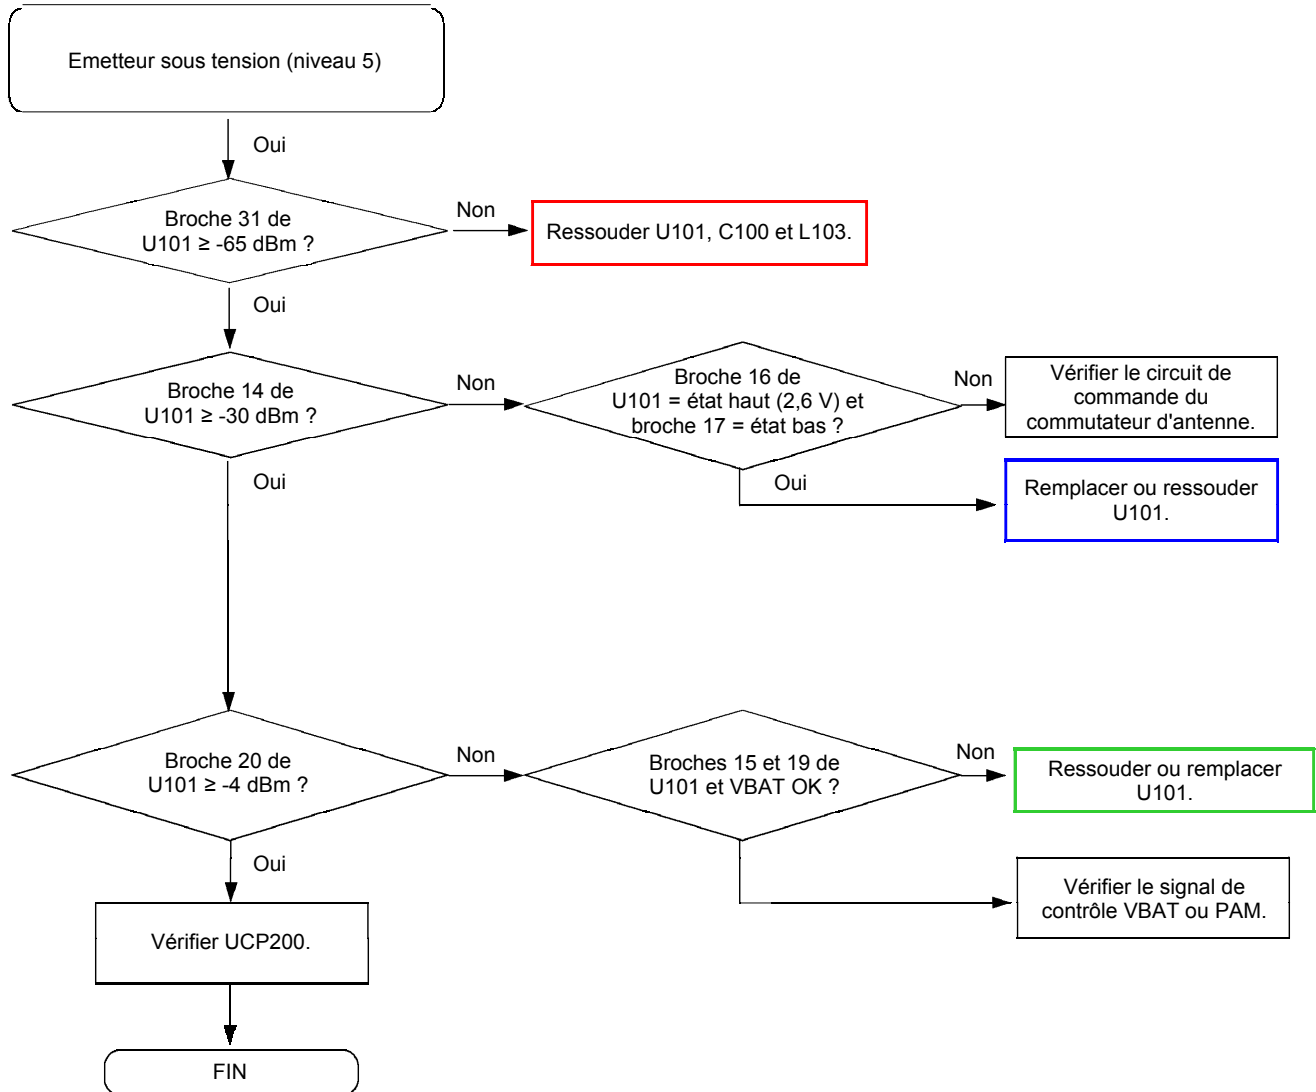 Emetteur sous tension (niveau 5)
Oui
Broche 31 de
U101 ≥ -65 dBm ?
Non
Ressouder U101, C100 et L103.
Oui
Broche 14 de
U101 ≥ -30 dBm ?
Non
Broche 16 de
U101 = état haut (2,6 V) et
broche 17 = état bas ?
Non
Vérifier le circuit de
commande du
commutateur d'antenne.
Oui
Oui
Remplacer ou ressouder
U101.
Broche 20 de
U101 ≥ -4 dBm ?
Non
Broches 15 et 19 de
U101 et VBAT OK ?
Non
Ressouder ou remplacer
U101.
Oui
Vérifier le signal de
contrôle VBAT ou PAM.
Vérifier UCP200.
FIN